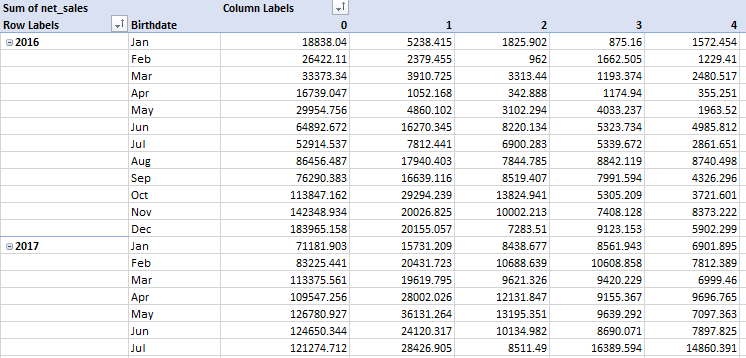 Sum of net_sales Column Labels
Row Labels Birthdate 0 1 2 3 4
2016 Jan 18838.04 5238.415 1825.902 875.16 1572.454
Feb 26422.11 2379.455 962 1662.505 1229.41
Mar 33373.34 3910.725 3313.44 1193.374 2480.517
Apr 16739.047 1052.168 342.888 1174.94 355.251
May 29954.756 4860.102 3102.294 4033.237 1963.52
Jun 64892.672 16270.345 8220.134 5323.734 4985.812
Jul 52914.537 7812.441 6900.283 5339.672 2861.651
Aug 86456.487 17940.403 7844.785 8842.119 8740.498
Sep 76290.383 16639.116 8519.407 7991.594 4326.296
Oct 113847.162 29294.239 13824.941 5305.209 3721.601
Nov 142348.934 20026.825 10002.213 7408.128 8373.222
Dec 183965.158 20155.057 7283.51 9123.153 5902.299
2017 Jan 71181.903 15731.209 8438.677 8561.943 6901.895
Feb 83225.441 20431.723 10688.639 10608.858 7812.389
Mar 113375.561 19619.795 9621.326 9420.229 6999.46
Apr 109547.256 28002.026 12131.847 9155.367 9696.765
May 126780.927 36131.264 13195.351 9639.292 7097.363
Jun 124650.344 24120.317 10134.982 8690.071 7897.825
Jul 121274.712 28426.905 8511.49 16389.594 14860.391